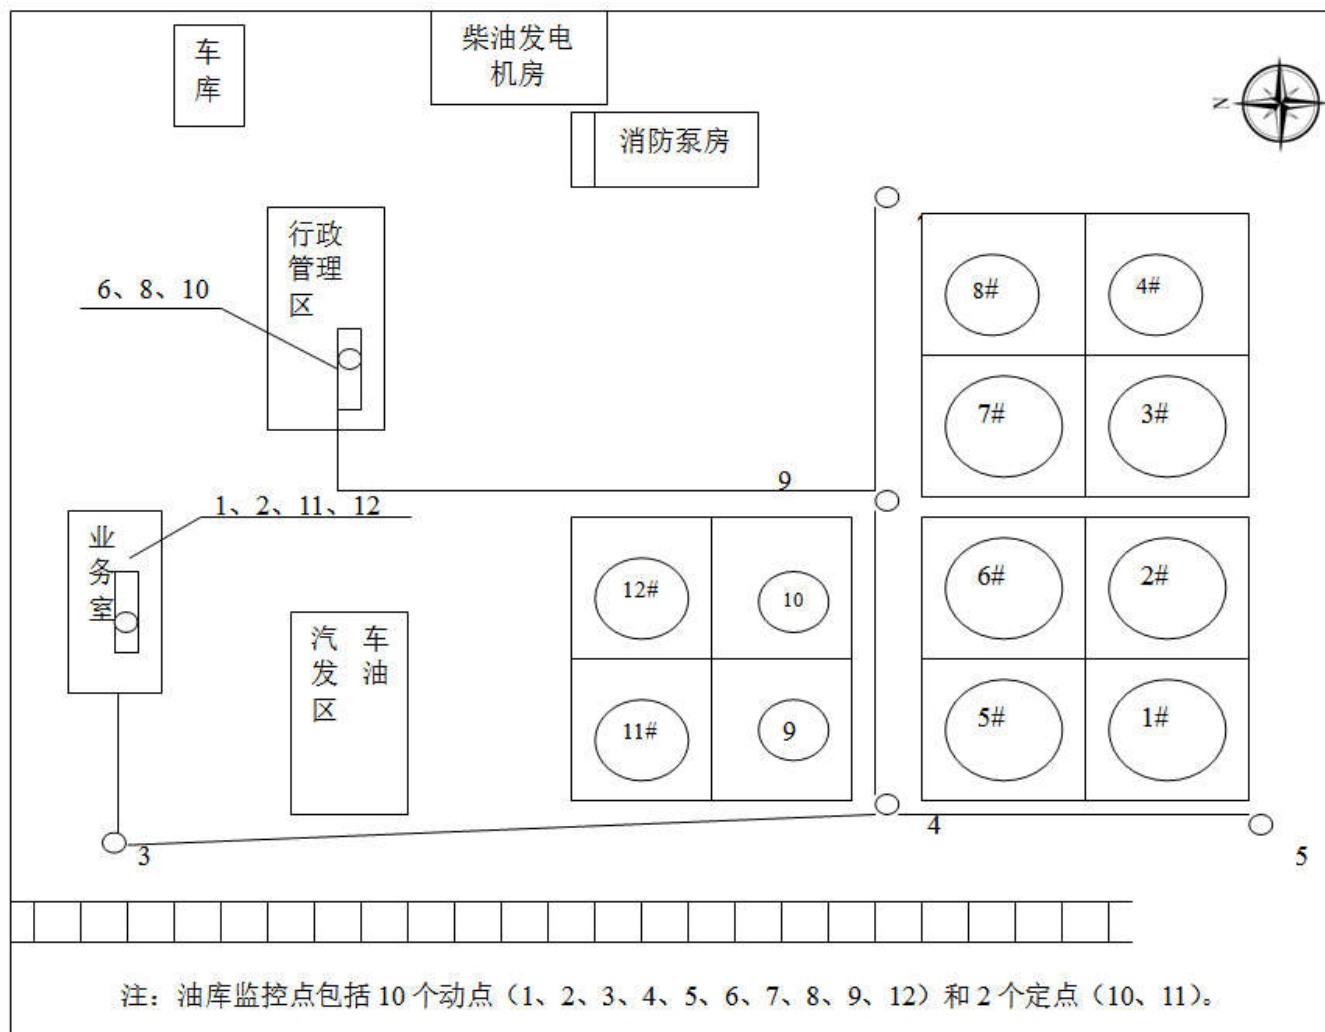 车
库
柴油发电
机房
消防泵房
N
行政
管理
区
6、8、10
8#
4#
7#
3#
9
1、2、11、12
业
务
室
汽 车
发 油
区
12#
10
6#
2#
11#
9
5#
1#
3
4
5
注：油库监控点包括 10 个动点（1、2、3、4、5、6、7、8、9、12）和 2 个定点（10、11）。